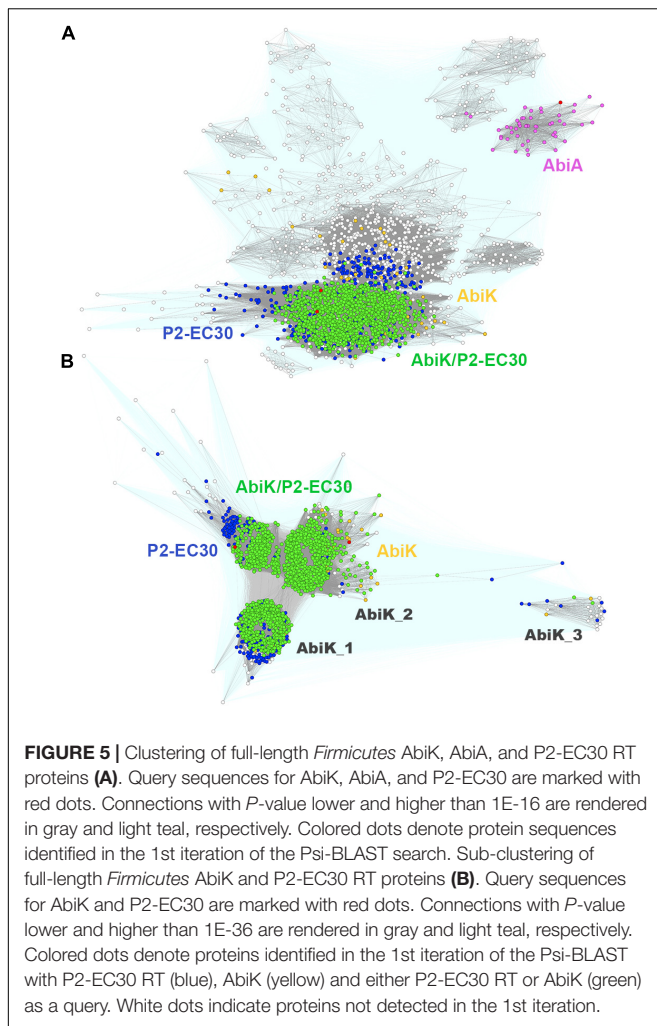 A
AbiA
AbiK
P2-EC30
AbiK/P2-EC30
B
AbiK/P2-EC30
P2-EC30
AbiK
AbiK_2
AbiK_1
AbiK_3
FIGURE 5 | Clustering of full-length Firmicutes AbiK, AbiA, and P2-EC30 RT
proteins (A). Query sequences for AbiK, AbiA, and P2-EC30 are marked with
red dots. Connections with P-value lower and higher than 1E-16 are rendered
in gray and light teal, respectively. Colored dots denote protein sequences
identified in the 1st iteration of the Psi-BLAST search. Sub-clustering of
full-length Firmicutes AbiK and P2-EC30 RT proteins (B). Query sequences
for AbiK and P2-EC30 are marked with red dots. Connections with P-value
lower and higher than 1E-36 are rendered in gray and light teal, respectively.
Colored dots denote proteins identified in the 1st iteration of the Psi-BLAST
with P2-EC30 RT (blue), AbiK (yellow) and either P2-EC30 RT or AbiK (green)
as a query. White dots indicate proteins not detected in the 1st iteration.